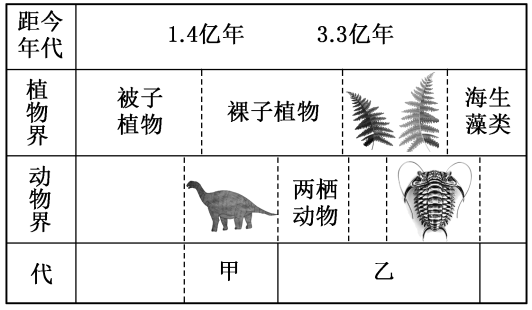 距今
年代
1.4亿年 3.3亿年
植物界
被子
植物
裸子植物
海生
藻类
动物界
两栖
动物
代
甲
乙